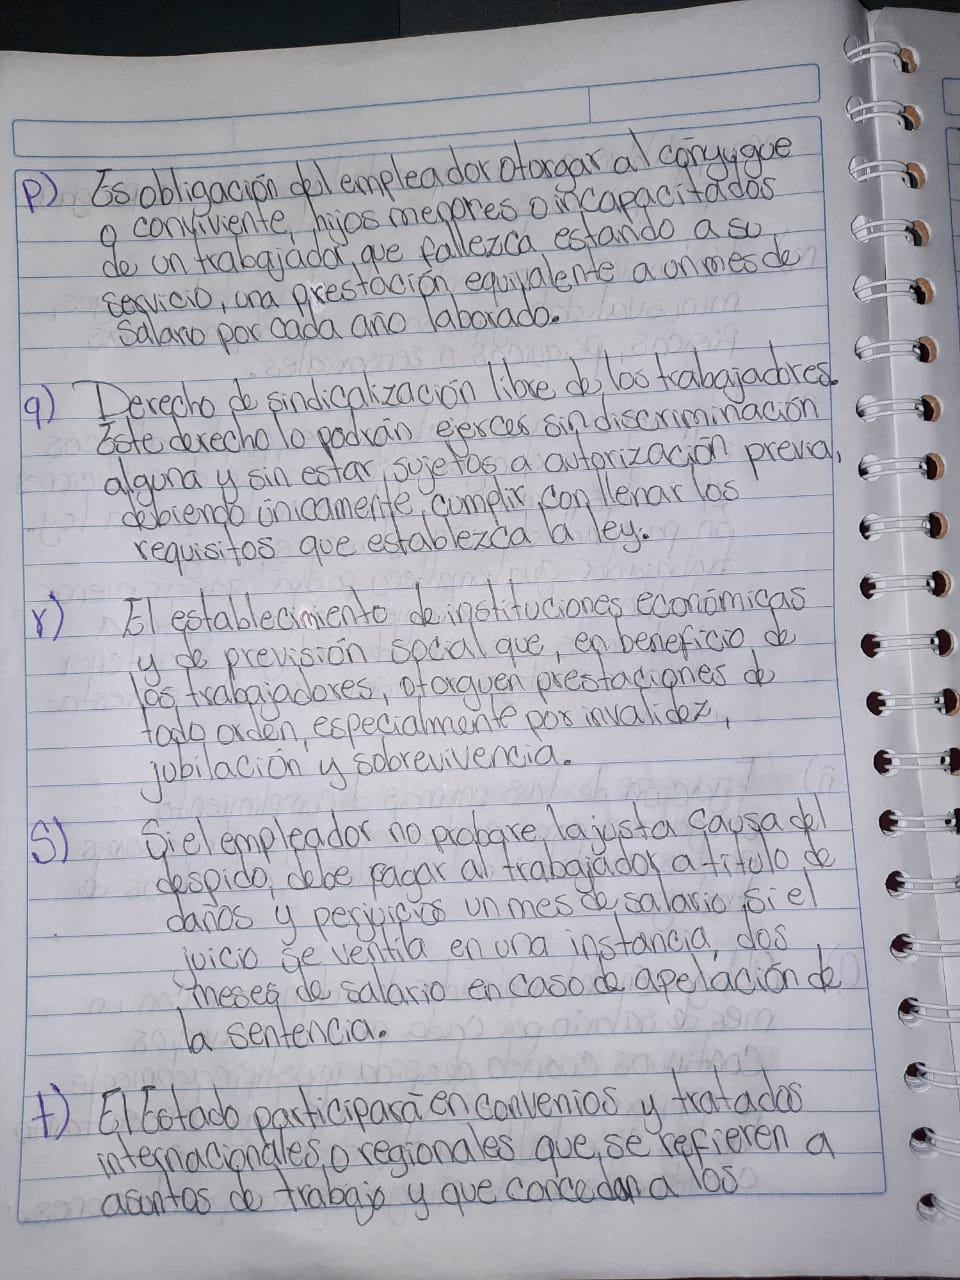 p) Es obligación del empleador otorgar al conyugue
o conviviente, hijos menores o incapacitados
de un trabajador que fallezca estando a su
servicio, una prestación equivalente a un mes de
salario por cada año laborado.
q) Derecho de sindicalización libre de los trabajadores.
Este derecho lo podrán ejercer sin discriminación
alguna y sin estar sujetos a autorización previa,
debiendo únicamente cumplir con llenar los
requisitos que establezca la ley.
r) El establecimiento de instituciones económicas
y de previsión social que, en beneficio de
los trabajadores, otorguen prestaciones de
todo orden, especialmente por invalidez,
jubilación y sobrevivencia.
S) Si el empleador no probare la justa causa del
despido, debe pagar al trabajador a título de
daños y perjuicios un mes de salario si el
juicio se ventila en una instancia, dos
meses de salario en caso de apelación de
la sentencia.
t) El Estado participará en convenios y tratados
internacionales o regionales que se refieren a
asuntos de trabajo y que concedan a los